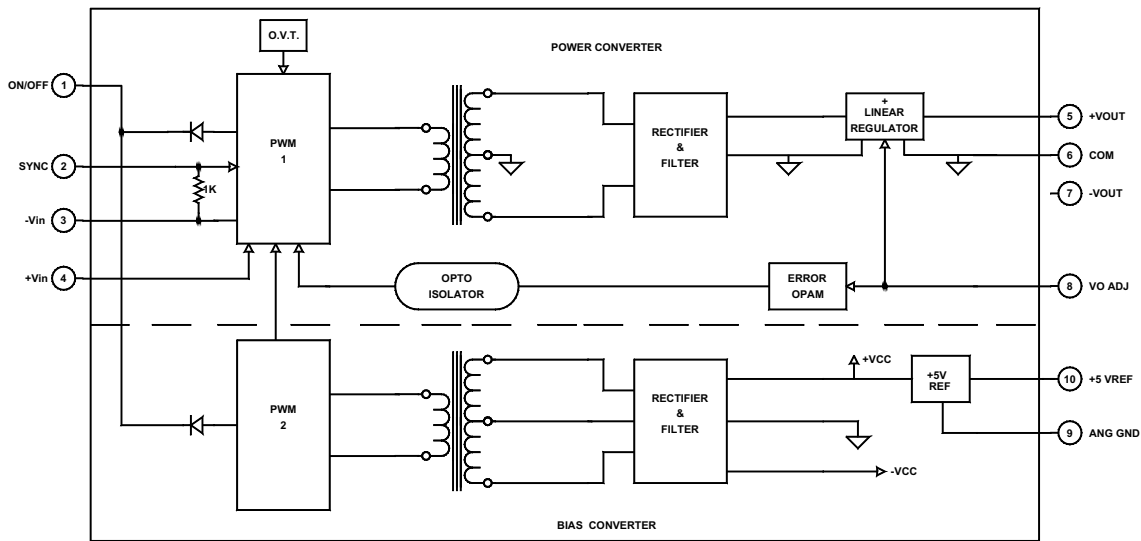 O.V.T.
POWER CONVERTER
ON/OFF 1
SYNC 2
1K
-Vin 3
+Vin 4
PWM
1
RECTIFIER
&
FILTER
+
LINEAR
REGULATOR
5 +VOUT
6 COM
7 -VOUT
OPTO
ISOLATOR
ERROR
OPAM
8 VO ADJ
PWM
2
RECTIFIER
&
FILTER
+VCC
-VCC
+5V
REF
10 +5 VREF
9 ANG GND
BIAS CONVERTER